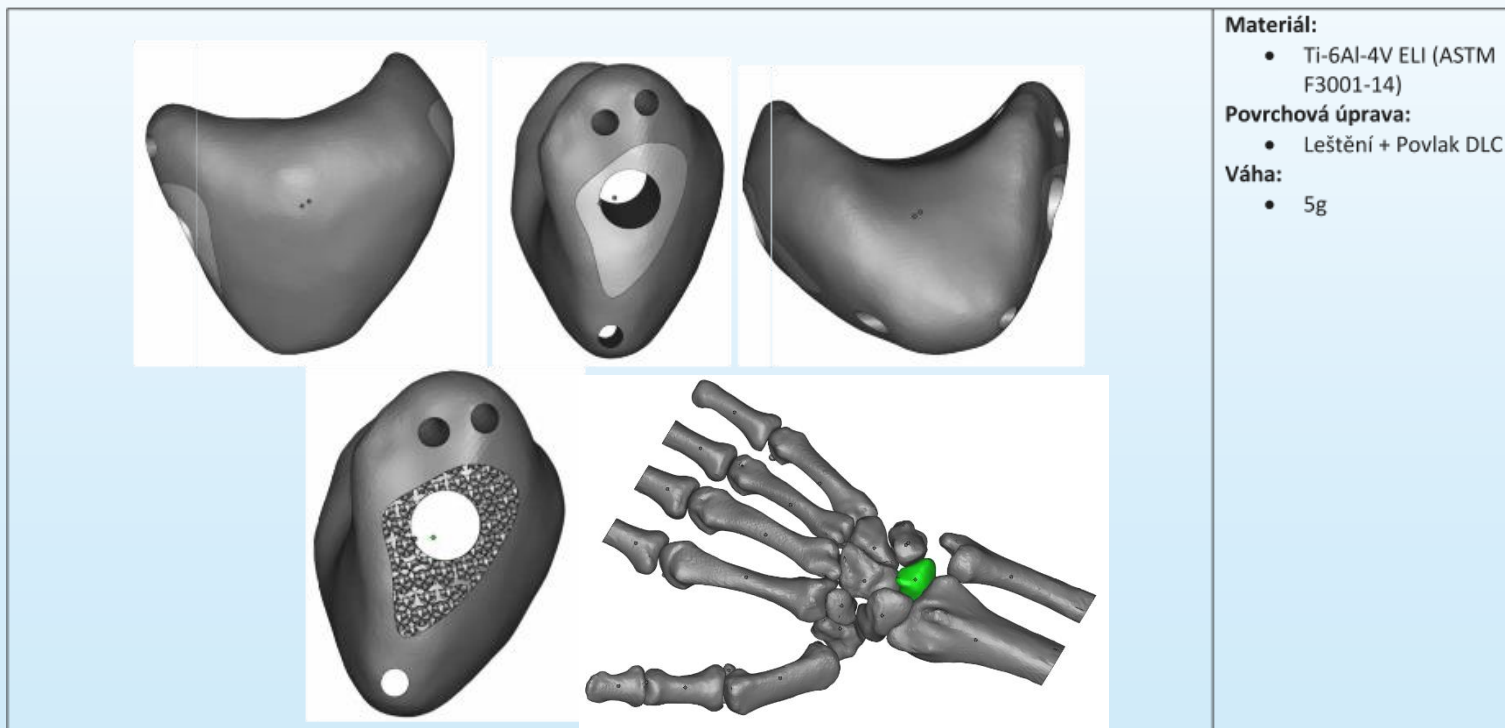 Materiál:
• Ti-6Al-4V ELI (ASTM
F3001-14)
Povrchová úprava:
• Leštění + Povlak DLC
Váha:
• 5g